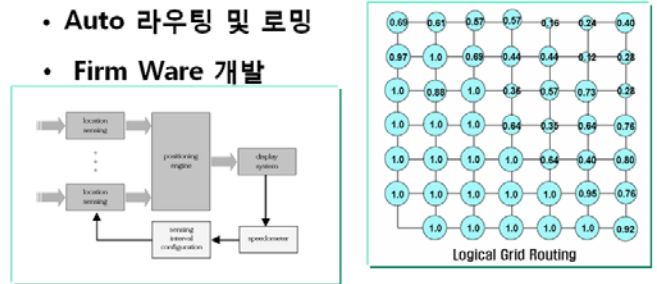 • Auto 라우팅 및 로밍
• Firm Ware 개발
location sensing
positioning engine
display system
location sensing
sensing interval configuration
speedometer
0.69 0.61 0.57 0.57 0.16 0.24 0.40
0.97 1.0 0.69 0.44 0.44 0.12 0.28
1.0 0.88 1.0 0.36 0.57 0.73 0.28
1.0 1.0 1.0 0.64 0.35 0.64 0.76
1.0 1.0 1.0 1.0 0.64 0.40 0.80
1.0 1.0 1.0 1.0 1.0 0.95 0.76
1.0 1.0 1.0 1.0 1.0 0.92
Logical Grid Routing